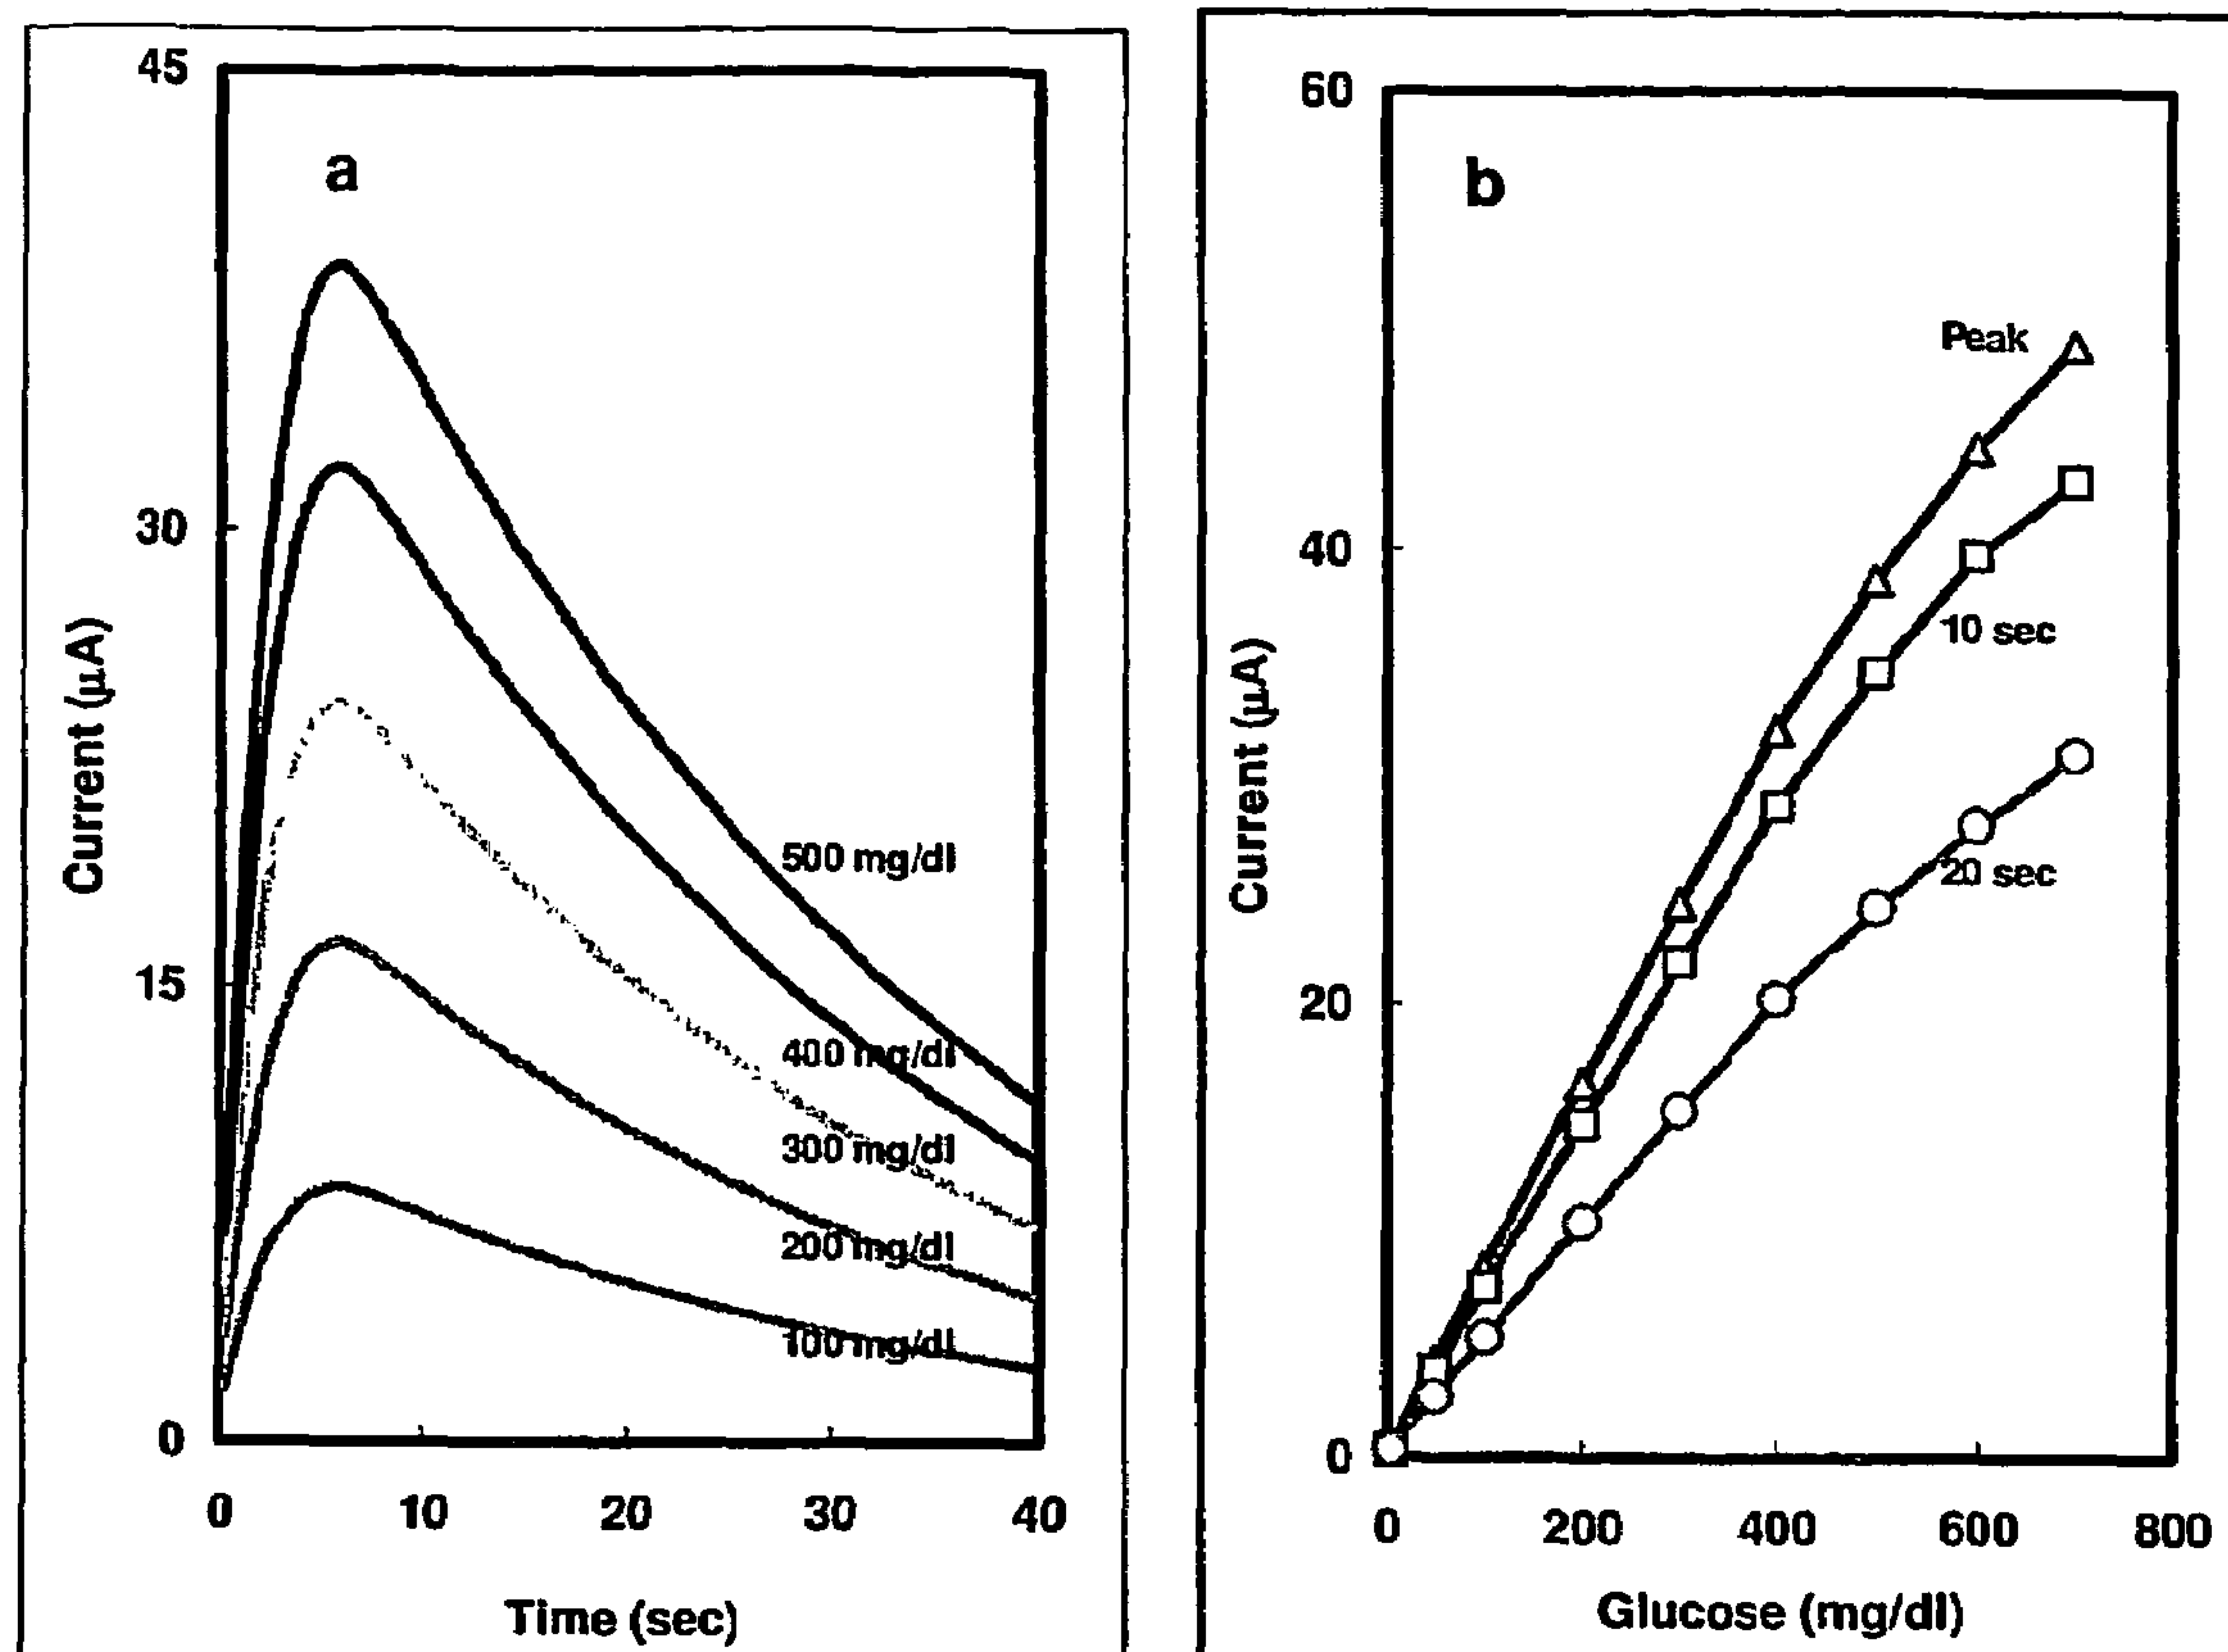 45
a
30
Current (µA)
15
0
500 mg/dl
400 mg/dl
300 mg/dl
200 mg/dl
100 mg/dl
0 10 20 30 40
Time (sec)
60
b
Peak
40
10 sec
Current (µA)
20 sec
20
0
0 200 400 600 800
Glucose (mg/dl)